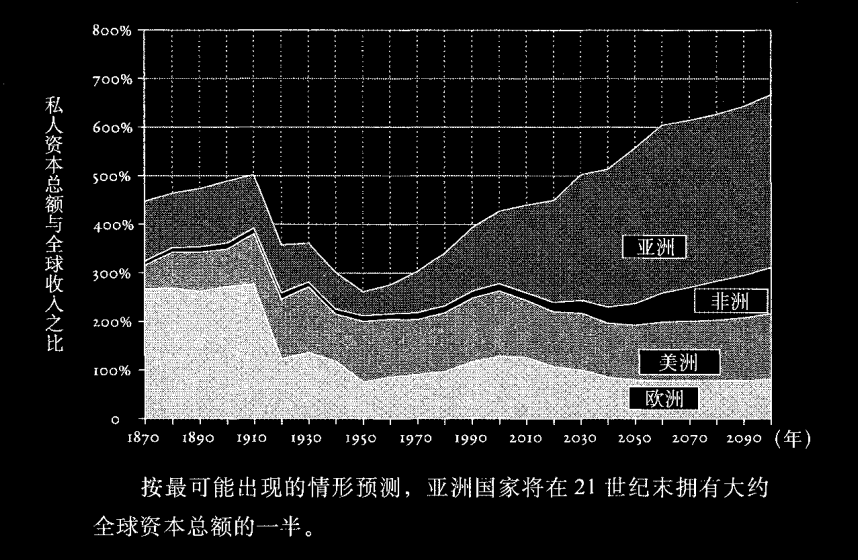 800%
700%
600%
500%
400%
300%
200%
100%
0
私人资本总额与全球收入之比
亚洲
非洲
美洲
欧洲
1870 1890 1910 1930 1950 1970 1990 2010 2030 2050 2070 2090 (年)
按最可能出现的情形预测，亚洲国家将在 21 世纪末拥有大约
全球资本总额的一半。